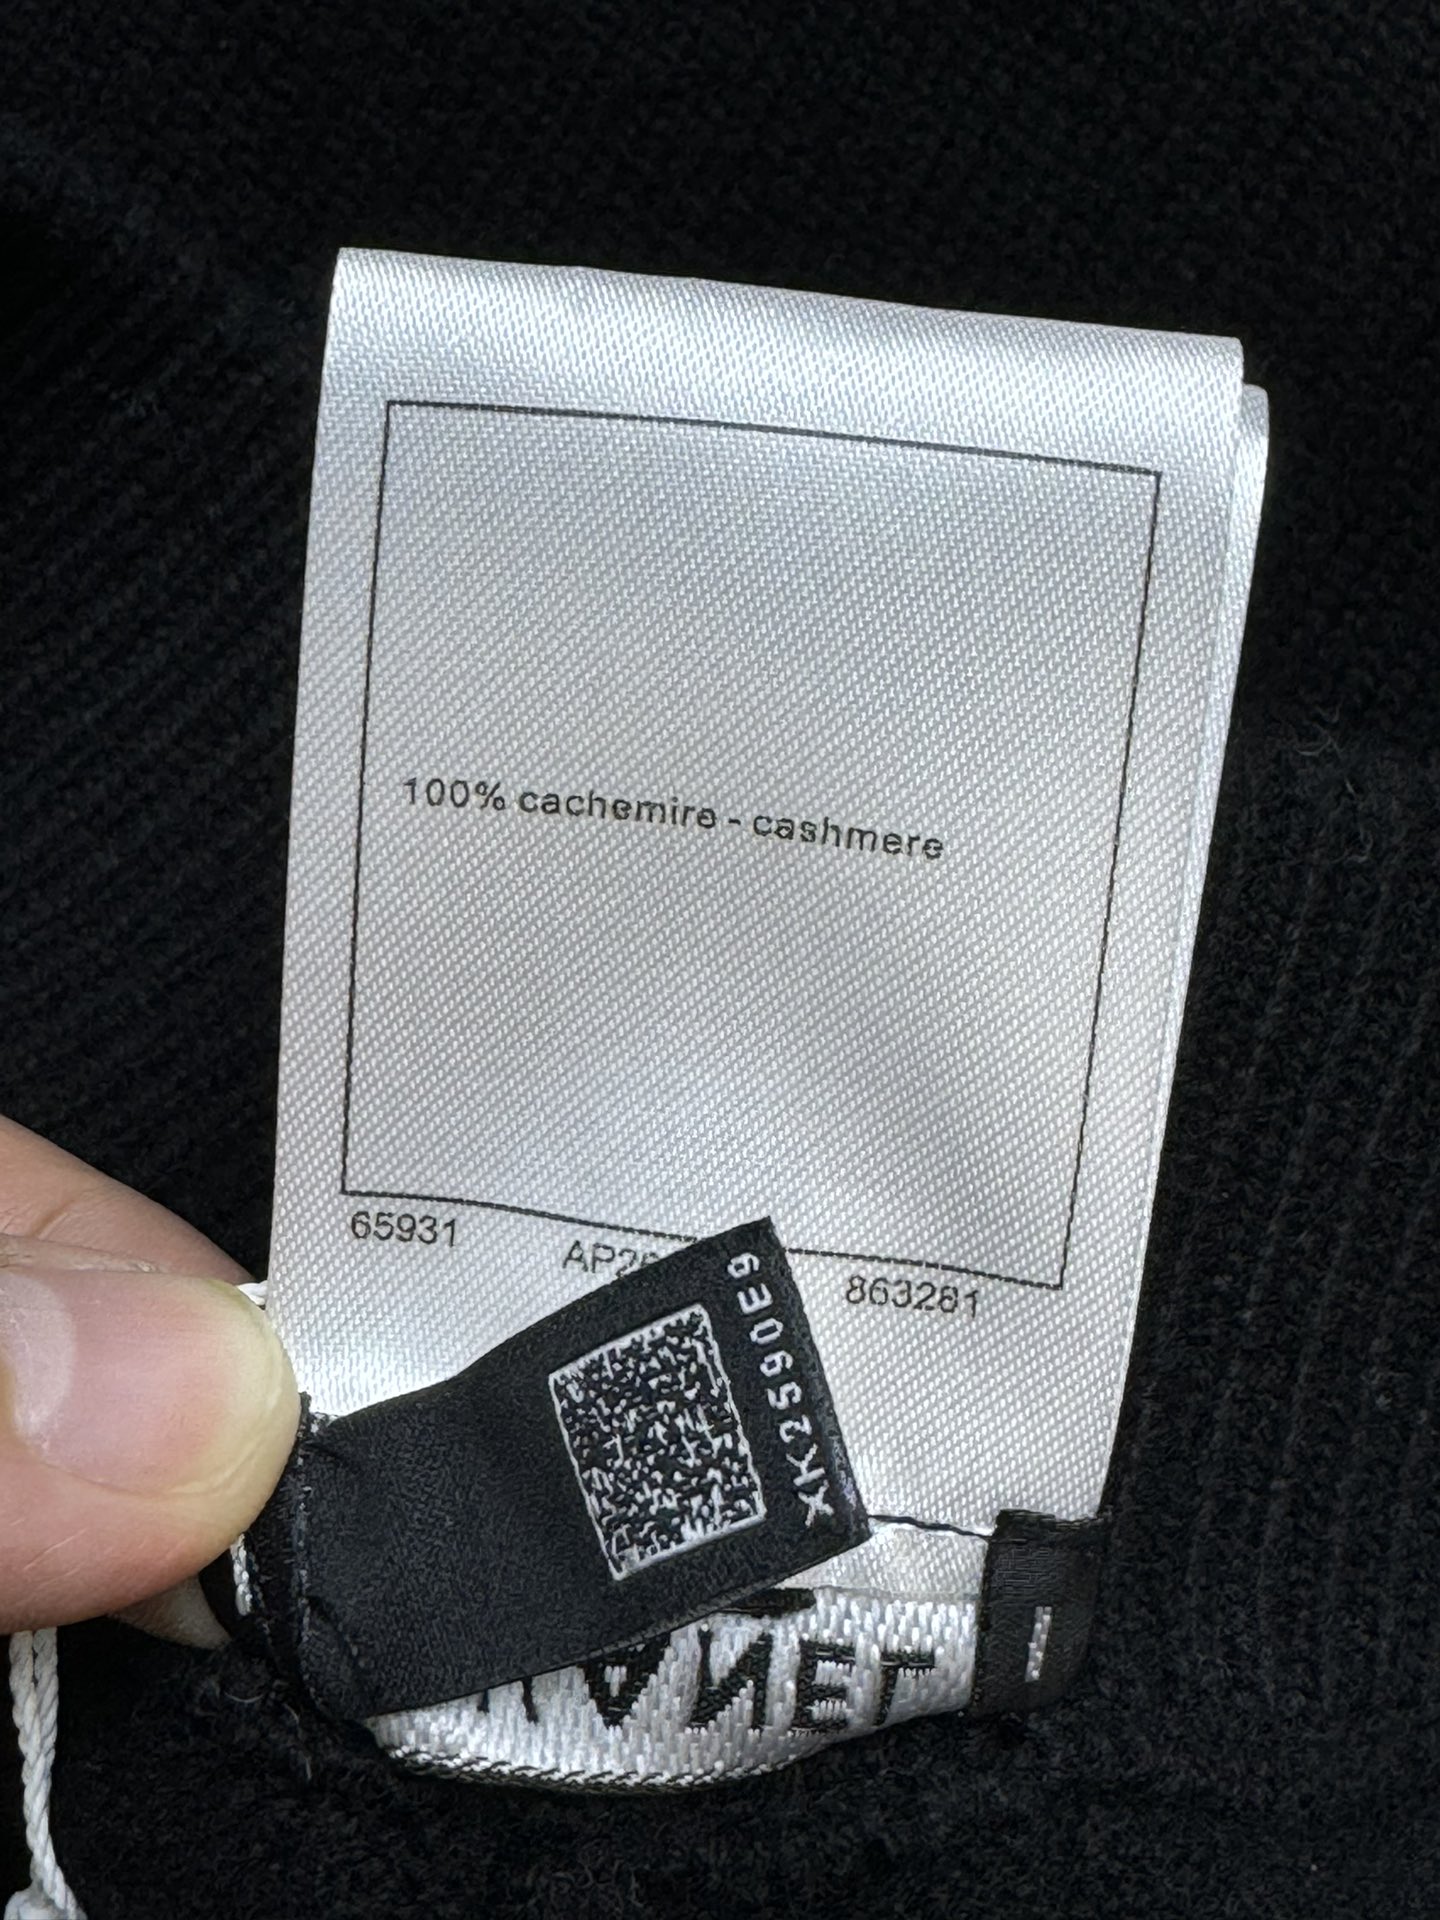 100% cachemire - cashmere
65931
863281
XK2590E9